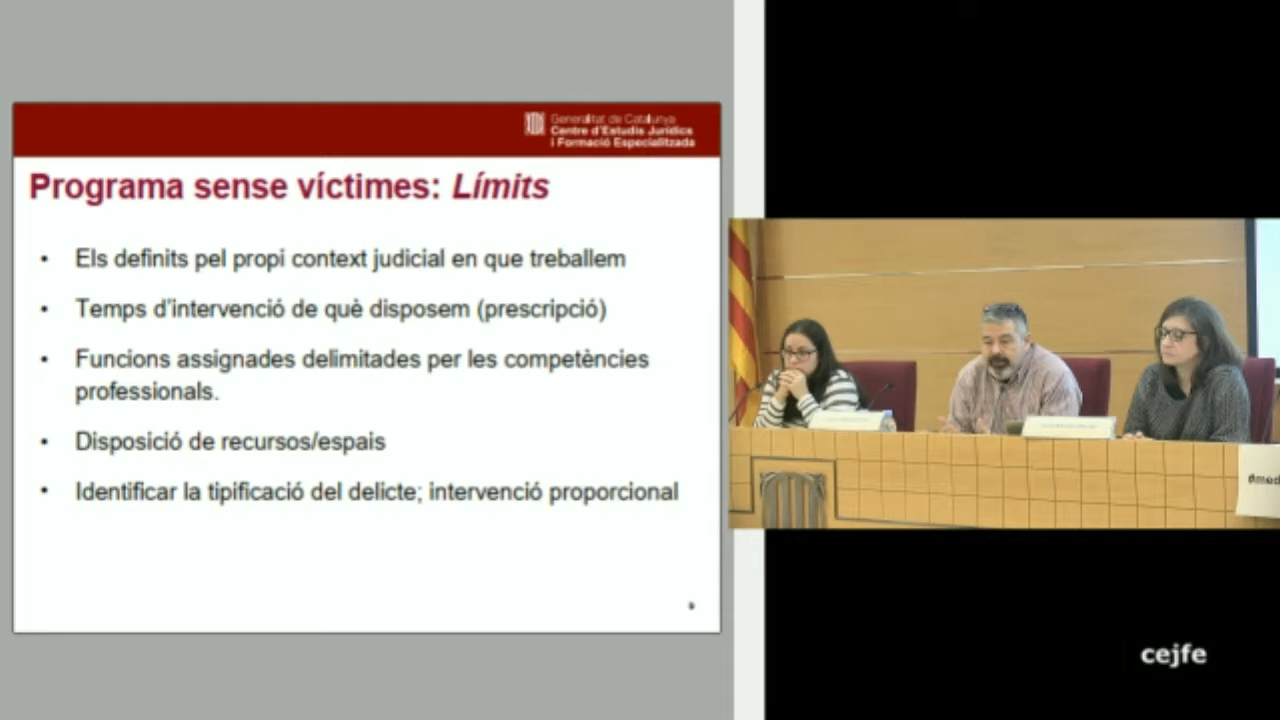 Generalitat de Catalunya
Centre d'Estudis Jurídics
i Formació Especialitzada
Programa sense víctimes: Límits
• Els definits pel propi context judicial en que treballem
• Temps d'intervenció de què disposem (prescripció)
• Funcions assignades delimitades per les competències
professionals.
• Disposició de recursos/espais
• Identificar la tipificació del delicte; intervenció proporcional
#med
cejfe